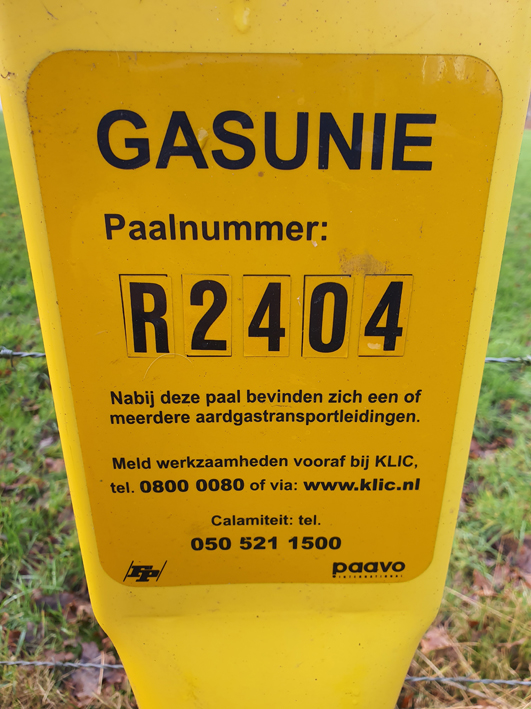 GASUNIE
Paalnummer:
R2404
Nabij deze paal bevinden zich een of
meerdere aardgastransportleidingen.
Meld werkzaamheden vooraf bij KLIC,
tel. 0800 0080 of via: www.klic.nl
Calamiteit: tel.
050 521 1500
paavo
INTERNATIONAL